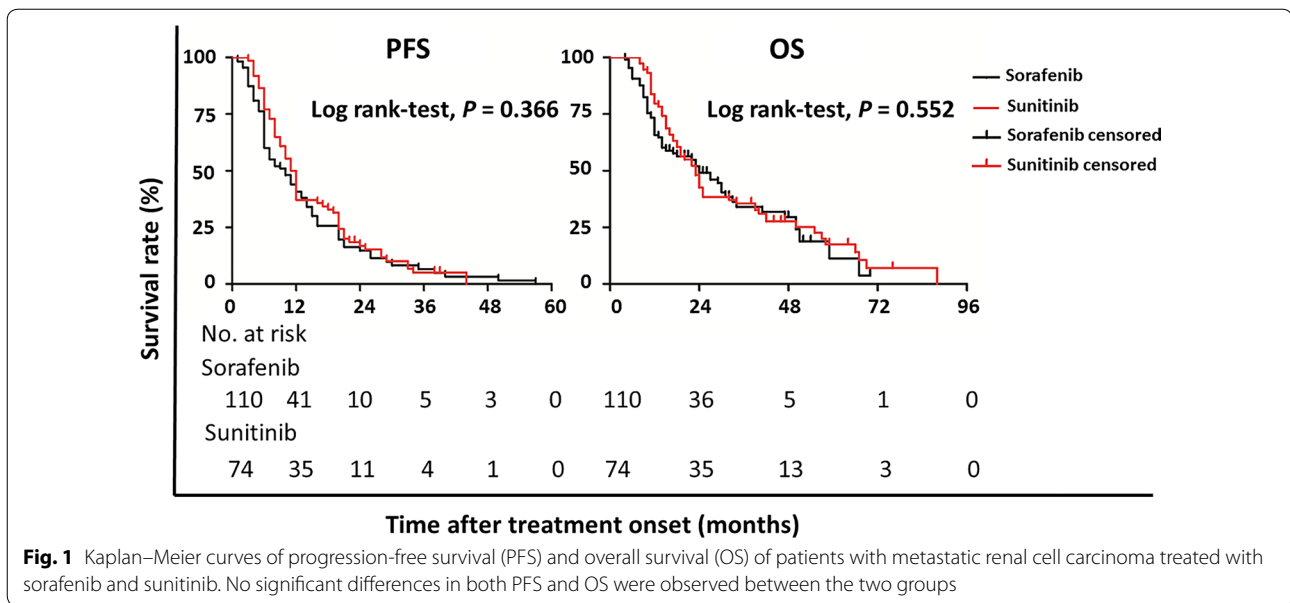 PFS
OS
100
75
50
25
0
0 12 24 36 48 60
Log rank-test, P = 0.366
100
75
50
25
0
0 24 48 72 96
Log rank-test, P = 0.552
Sorafenib
Sunitinib
Sorafenib censored
Sunitinib censored
Survival rate (%)
No. at risk
Sorafenib
110 41 10 5 3 0 110 36 5 1 0
Sunitinib
74 35 11 4 1 0 74 35 13 3 0
Time after treatment onset (months)
Fig. 1 Kaplan–Meier curves of progression-free survival (PFS) and overall survival (OS) of patients with metastatic renal cell carcinoma treated with
sorafenib and sunitinib. No significant differences in both PFS and OS were observed between the two groups